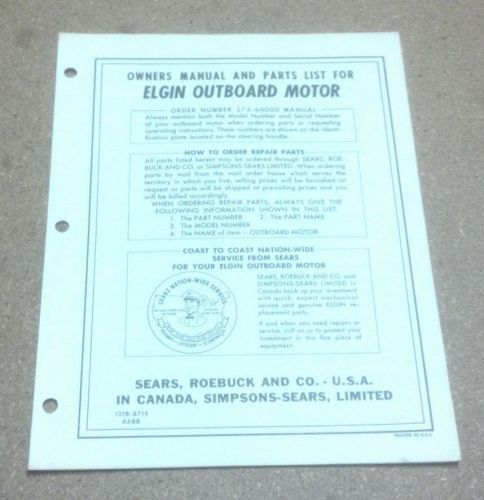 OWNERS MANUAL AND PARTS LIST FOR
ELGIN OUTBOARD MOTOR
ORDER NUMBER 574-60000 MANUAL
Always mention both the Model Number and Serial Number
of your outboard motor when ordering parts or requesting
operating instructions. These numbers are shown on the identi-
fication plate located on the steering handle.
HOW TO ORDER REPAIR PARTS
All parts listed herein may be ordered through SEARS, ROE-
BUCK AND CO. or SIMPSONS-SEARS LIMITED. When ordering
parts by mail from the mail order house which serves the
territory in which you live, selling prices will be furnished on
request or parts will be shipped at prevailing prices and you
will be billed accordingly.
WHEN ORDERING REPAIR PARTS, ALWAYS GIVE THE
FOLLOWING INFORMATION SHOWN IN THIS LIST.
1. The PART NUMBER 2. The PART NAME
3. The MODEL NUMBER
4. The NAME of item—OUTBOARD MOTOR
COAST TO COAST NATION-WIDE
SERVICE FROM SEARS
FOR YOUR ELGIN OUTBOARD MOTOR
SEARS NATION-WIDE SERVICE
SEARS, ROEBUCK AND CO. and
SIMPSONS-SEARS LIMITED in
Canada back up your investment
with quick, expert mechanical
service and genuine ELGIN re-
placement parts.
If and when you need repairs or
service, call on us to protect your
investment in this fine piece of
equipment.
SEARS, ROEBUCK AND CO. - U.S.A.
IN CANADA, SIMPSONS-SEARS, LIMITED
101B-8714
A688
PRINTED IN U.S.A.